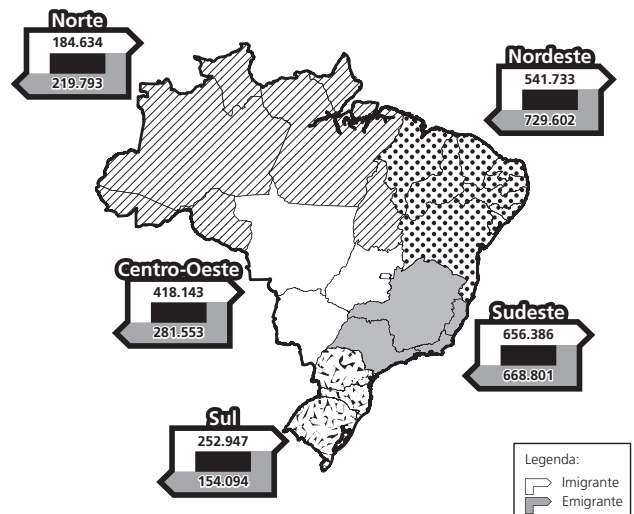 Norte
184.634
219.793
Nordeste
541.733
729.602
Centro-Oeste
418.143
281.553
Sudeste
656.386
668.801
Sul
252.947
154.094
Legenda:
Imigrante
Emigrante